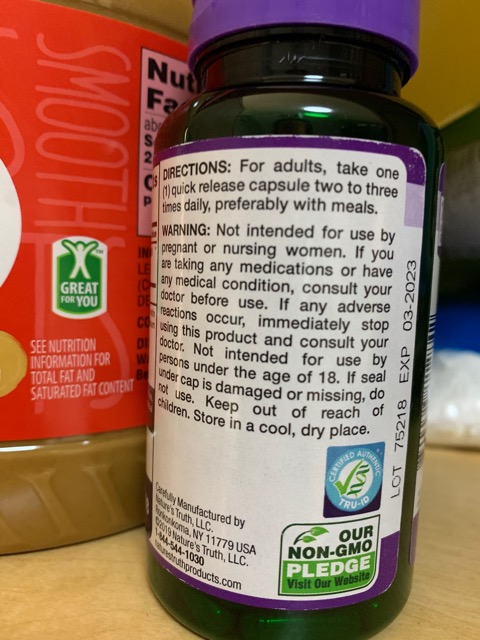 SMOOTH
Nut
Fa
GREAT
FOR YOU
SEE NUTRITION
INFORMATION FOR
TOTAL FAT AND
SATURATED FAT CONTENT
DIRECTIONS: For adults, take one
(1) quick release capsule two to three
times daily, preferably with meals.
WARNING: Not intended for use by
pregnant or nursing women. If you
are taking any medications or have
any medical condition, consult your
doctor before use. If any adverse
reactions occur, immediately stop
using this product and consult your
doctor. Not intended for use by
persons under the age of 18. If seal
under cap is damaged or missing, do
not use. Keep out of reach of
children. Store in a cool, dry place.
LOT 75218 EXP 03-2023
CERTIFIED AUTHENTIC
TRU-ID
Carefully Manufactured by
Nature's Truth, LLC.
Ronkonkoma, NY 11779 USA
©2019 Nature's Truth, LLC.
1-844-544-1030
naturestruthproducts.com
OUR
NON-GMO
PLEDGE
Visit Our Website